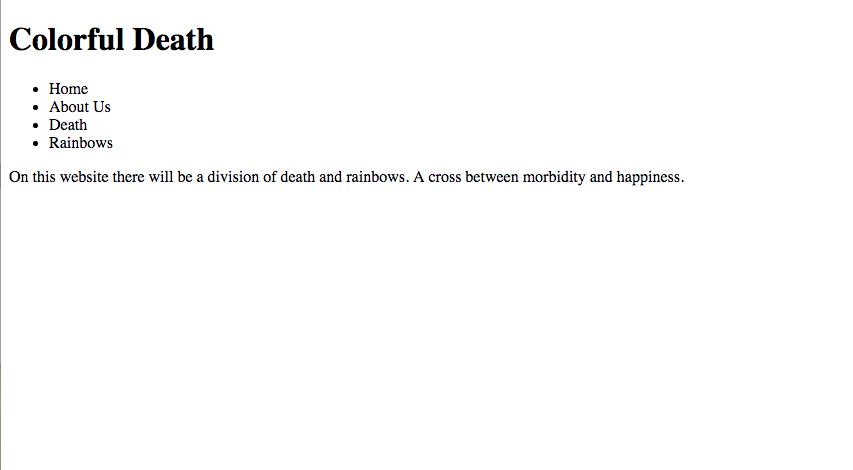 Colorful Death
• Home
• About Us
• Death
• Rainbows
On this website there will be a division of death and rainbows. A cross between morbidity and happiness.